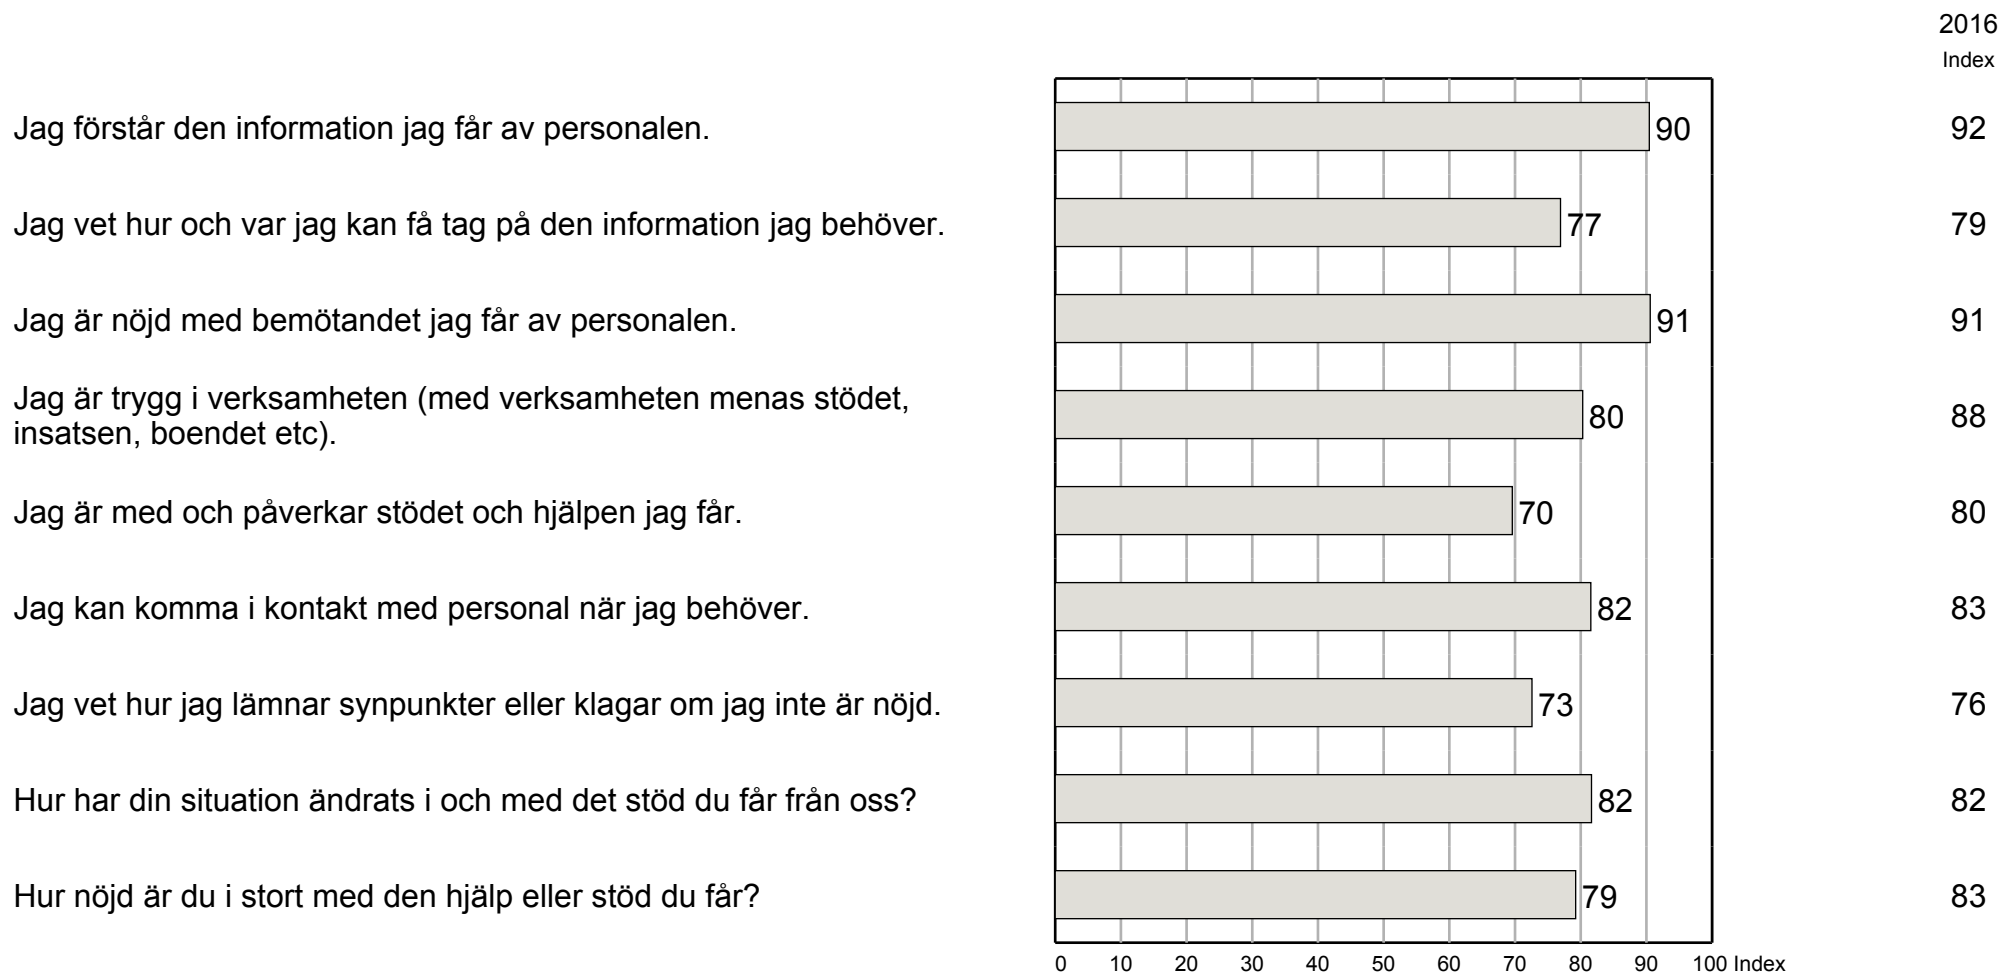 2016
Index
Jag förstår den information jag får av personalen. 90 92
Jag vet hur och var jag kan få tag på den information jag behöver. 77 79
Jag är nöjd med bemötandet jag får av personalen. 91 91
Jag är trygg i verksamheten (med verksamheten menas stödet,
insatsen, boendet etc). 80 88
Jag är med och påverkar stödet och hjälpen jag får. 70 80
Jag kan komma i kontakt med personal när jag behöver. 82 83
Jag vet hur jag lämnar synpunkter eller klagar om jag inte är nöjd. 73 76
Hur har din situation ändrats i och med det stöd du får från oss? 82 82
Hur nöjd är du i stort med den hjälp eller stöd du får? 79 83
0 10 20 30 40 50 60 70 80 90 100 Index